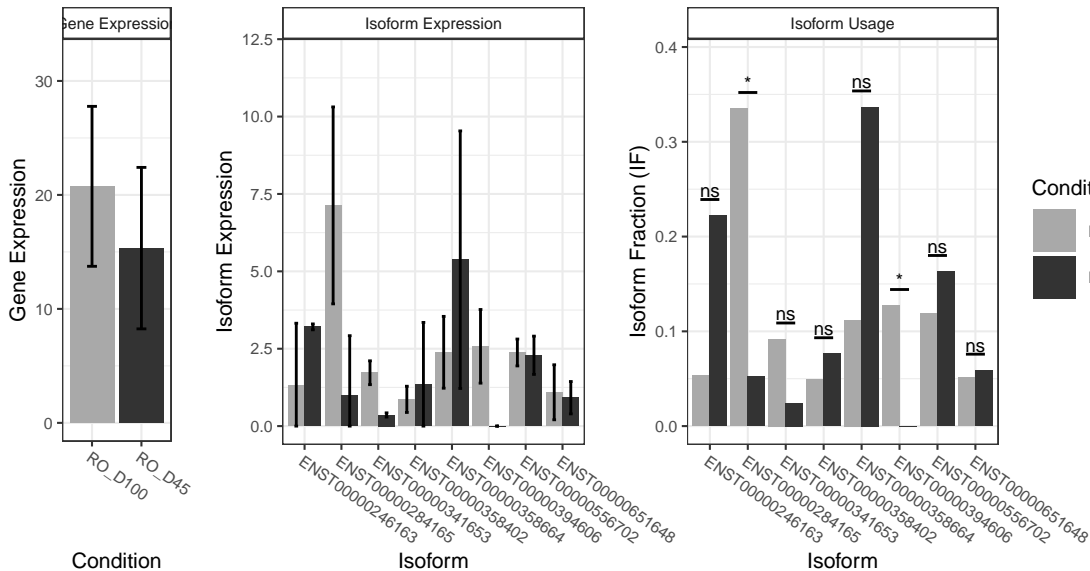 Gene Expression
Isoform Expression
Isoform Usage
Gene Expression
30
20
10
0
RO_D100
RO_D45
Condition
Isoform Expression
12.5
10.0
7.5
5.0
2.5
0.0
ENST00000246163
ENST00000284165
ENST00000341653
ENST00000358402
ENST00000358664
ENST00000394606
ENST00000556702
ENST00000651648
Isoform
Isoform Fraction (IF)
0.4
0.3
0.2
0.1
0.0
ns
*
ns
ns
ns
*
ns
ns
ENST00000246163
ENST00000284165
ENST00000341653
ENST00000358402
ENST00000358664
ENST00000394606
ENST00000556702
ENST00000651648
Isoform
Condit